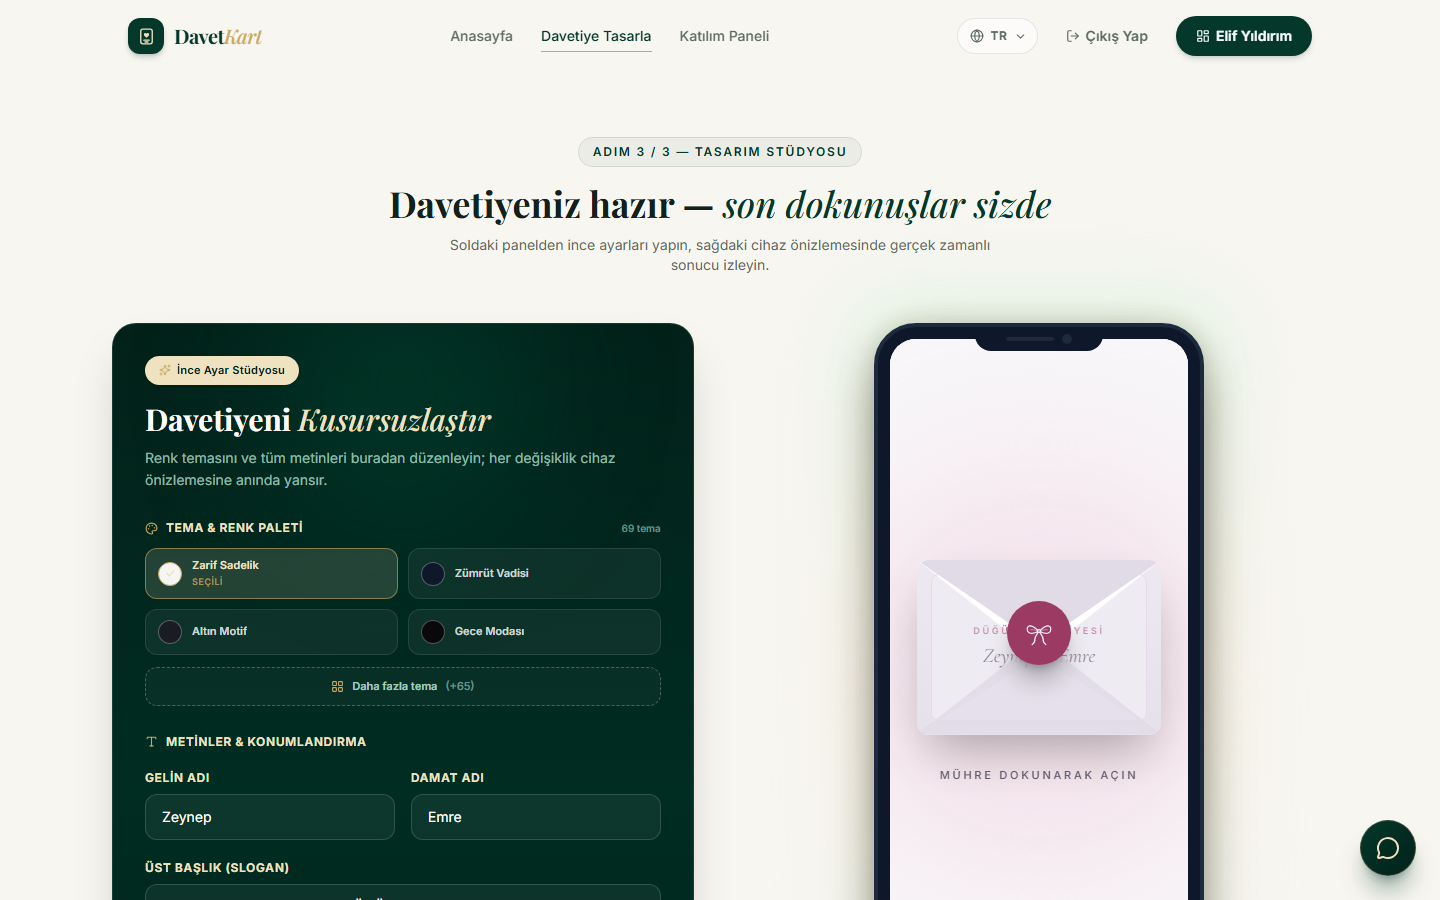 DavetKart
Anasayfa
Davetiye Tasarla
Katılım Paneli
TR
Çıkış Yap
Elif Yıldırım
ADIM 3 / 3 — TASARIM STÜDYOSU
Davetiyeniz hazır — son dokunuşlar sizde
Soldaki panelden ince ayarları yapın, sağdaki cihaz önizlemesinde gerçek zamanlı
sonucu izleyin.
İnce Ayar Stüdyosu
Davetiyeni Kusursuzlaştır
Renk temasını ve tüm metinleri buradan düzenleyin; her değişiklik cihaz
önizlemesine anında yansır.
TEMA & RENK PALETİ
69 tema
Zarif Sadelik
SEÇİLİ
Zümrüt Vadisi
Altın Motif
Gece Modası
Daha fazla tema (+65)
METİNLER & KONUMLANDIRMA
GELİN ADI
DAMAT ADI
Zeynep
Emre
ÜST BAŞLIK (SLOGAN)
MÜHRE DOKUNARAK AÇIN